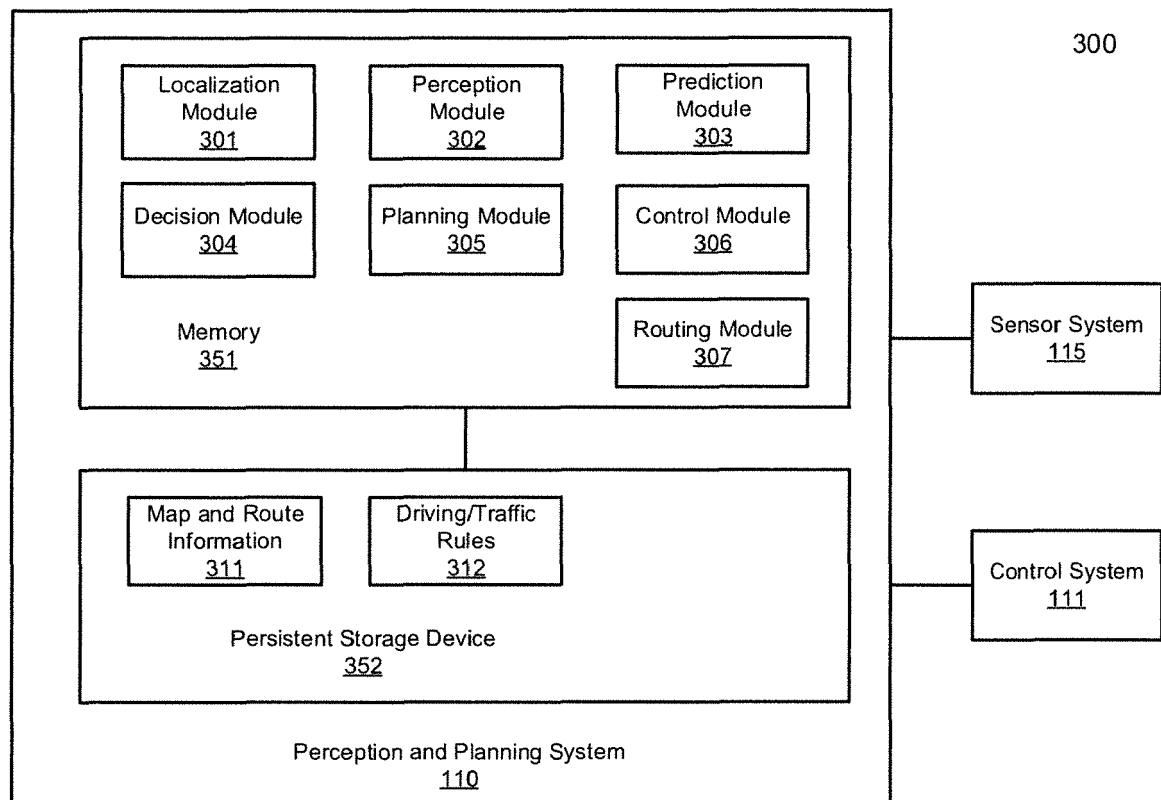 300
Localization
Module
301
Perception
Module
302
Prediction
Module
303
Decision Module
304
Planning Module
305
Control Module
306
Memory
351
Routing Module
307
Sensor System
115
Map and Route
Information
311
Driving/Traffic
Rules
312
Control System
111
Persistent Storage Device
352
Perception and Planning System
110